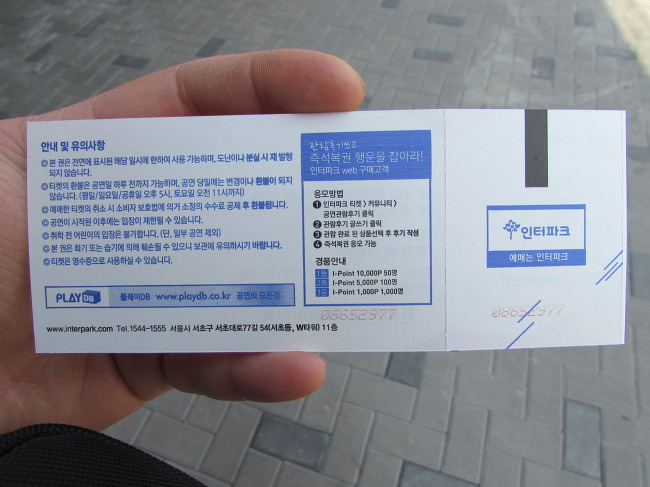 안내 및 유의사항
◎ 본 권은 전면에 표시된 해당 일시에 한하여 사용 가능하며, 도난이나 분실 시 재 발행
되지 않습니다.
◎ 티켓의 환불은 공연일 하루 전까지 가능하며, 공연 당일에는 변경이나 환불이 되지
않습니다. (평일/일요일/공휴일 오후 5시, 토요일 오전 11시까지)
◎ 예매한 티켓의 취소 시 소비자 보호법에 의거 소정의 수수료 공제 후 환불됩니다.
◎ 공연이 시작된 이후에는 입장이 제한될 수 있습니다.
◎ 취학 전 어린이의 입장은 불가합니다. (단, 일부 공연 제외)
◎ 본 권은 화기 또는 습기에 의해 훼손될 수 있으니 보관에 유의하시기 바랍니다.
◎ 티켓은 영수증으로 사용하실 수 있습니다.
PLAY DB 플레이DB www.playdb.co.kr 공연의 모든것
www.interpark.com Tel.1544-1555 서울시 서초구 서초대로77길 54(서초동, W타워) 11층
관람후기쓰고
즉석복권 행운을 잡아라!
인터파크 web 구매고객
응모방법
❶ 인터파크 티켓 > 커뮤니티 >
공연관람후기 클릭
❷ 관람후기 글쓰기 클릭
❸ 관람 완료 된 상품선택 후 후기 작성
❹ 즉석복권 응모 가능
경품안내
1등 I-Point 10,000P 50명
2등 I-Point 5,000P 100명
3등 I-Point 1,000P 1,000명
08652977
인터파크
예매는 인터파크
08652977